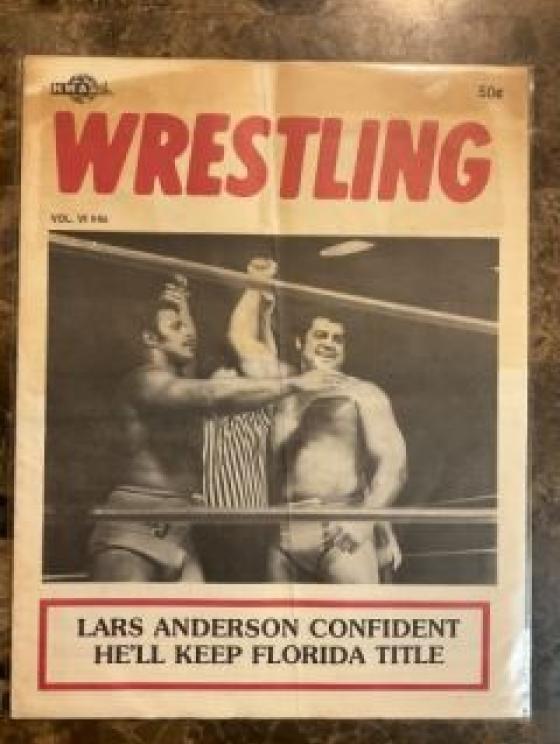 NWA
50¢
WRESTLING
VOL. VI
LARS ANDERSON CONFIDENT
HE'LL KEEP FLORIDA TITLE